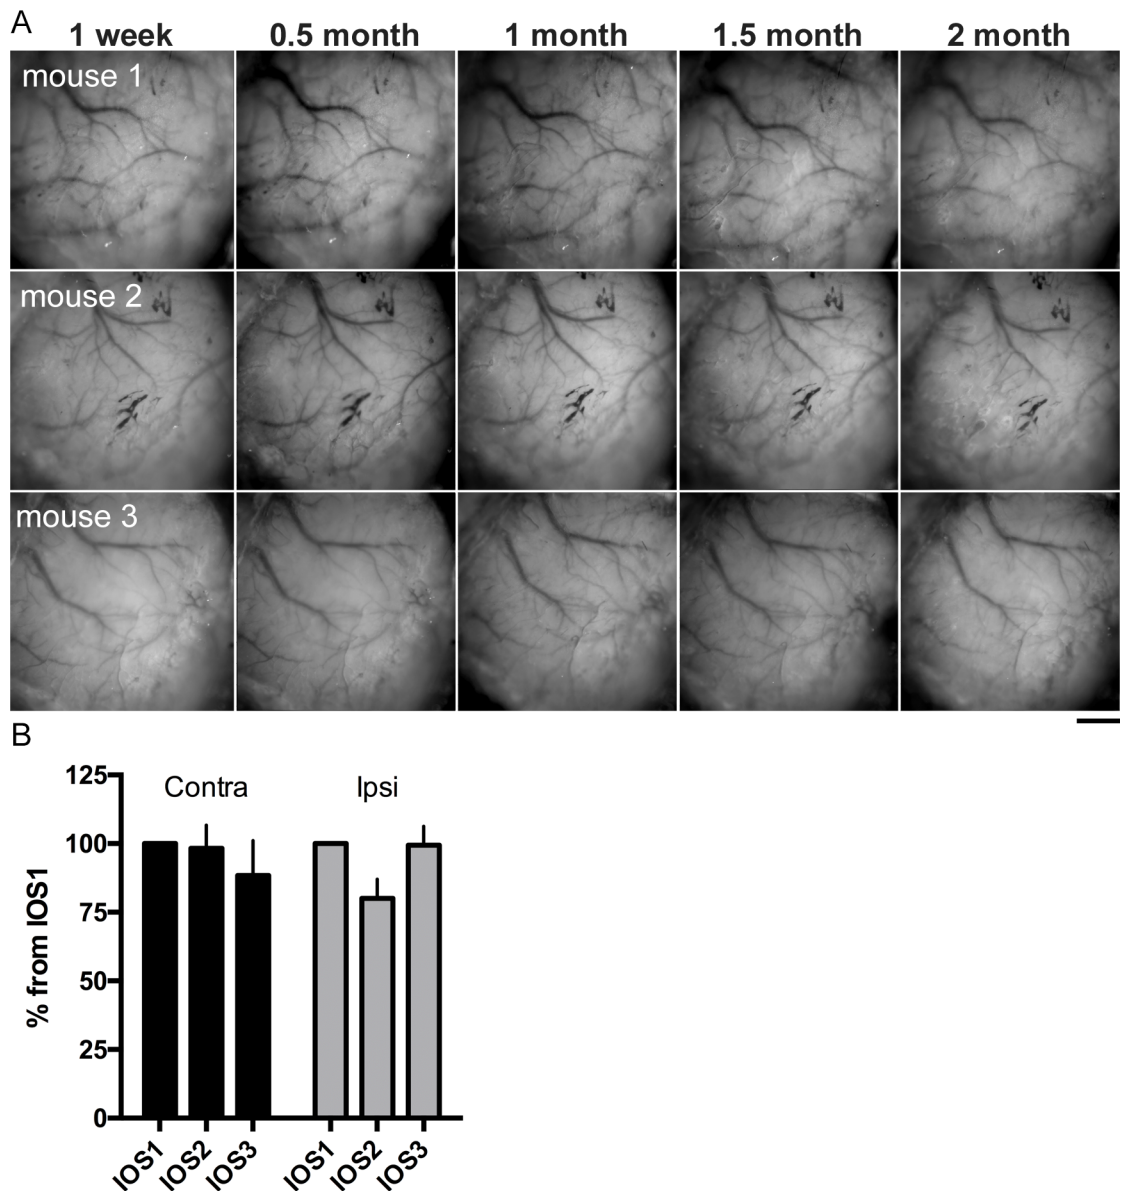 A
1 week 0.5 month 1 month 1.5 month 2 month
mouse 1
mouse 2
mouse 3
B
125
Contra Ipsi
100
75
50
25
0
% from IOS1
IOS1 IOS2 IOS3 IOS1 IOS2 IOS3